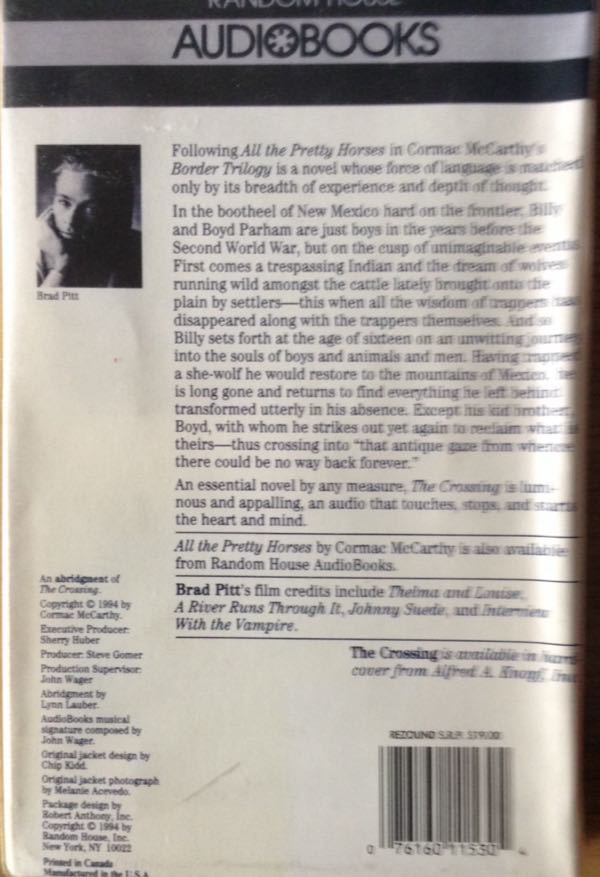 RANDOM HOUSE
AUDIOBOOKS
Following All the Pretty Horses in Cormac McCarthy's
Border Trilogy is a novel whose force of language is matched
only by its breadth of experience and depth of thought.
In the bootheel of New Mexico hard on the frontier, Billy
and Boyd Parham are just boys in the years before the
Second World War, but on the cusp of unimaginable events.
First comes a trespassing Indian and the dream of wolves
running wild amongst the cattle lately brought onto the
plain by settlers—this when all the wisdom of trappers has
disappeared along with the trappers themselves. And so
Billy sets forth at the age of sixteen on an unwitting journey
into the souls of boys and animals and men. Having trapped
a she-wolf he would restore to the mountains of Mexico, he
is long gone and returns to find everything he left behind
transformed utterly in his absence. Except his kid brother,
Boyd, with whom he strikes out yet again to reclaim what is
theirs—thus crossing into "that antique gaze from whence
there could be no way back forever."
An essential novel by any measure, The Crossing is lumi-
nous and appalling, an audio that touches, stops, and starts
the heart and mind.
All the Pretty Horses by Cormac McCarthy is also available
from Random House AudioBooks.
Brad Pitt's film credits include Thelma and Louise,
A River Runs Through It, Johnny Suede, and Interview
With the Vampire.
The Crossing is available in hard-
cover from Alfred A. Knopf, Inc.
Brad Pitt
An abridgment of
The Crossing.
Copyright © 1994 by
Cormac McCarthy.
Executive Producer:
Sherry Huber
Producer: Steve Gomer
Production Supervisor:
John Wager
Abridgment by
Lynn Lauber.
AudioBooks musical
signature composed by
John Wager.
Original jacket design by
Chip Kidd.
Original jacket photograph
by Melanie Acevedo.
Package design by
Robert Anthony, Inc.
Copyright © 1994 by
Random House, Inc.
New York, NY 10022
Printed in Canada
Manufactured in the U.S.A.
REZOUND S.R.P. $19.00
0 76160 11530 4